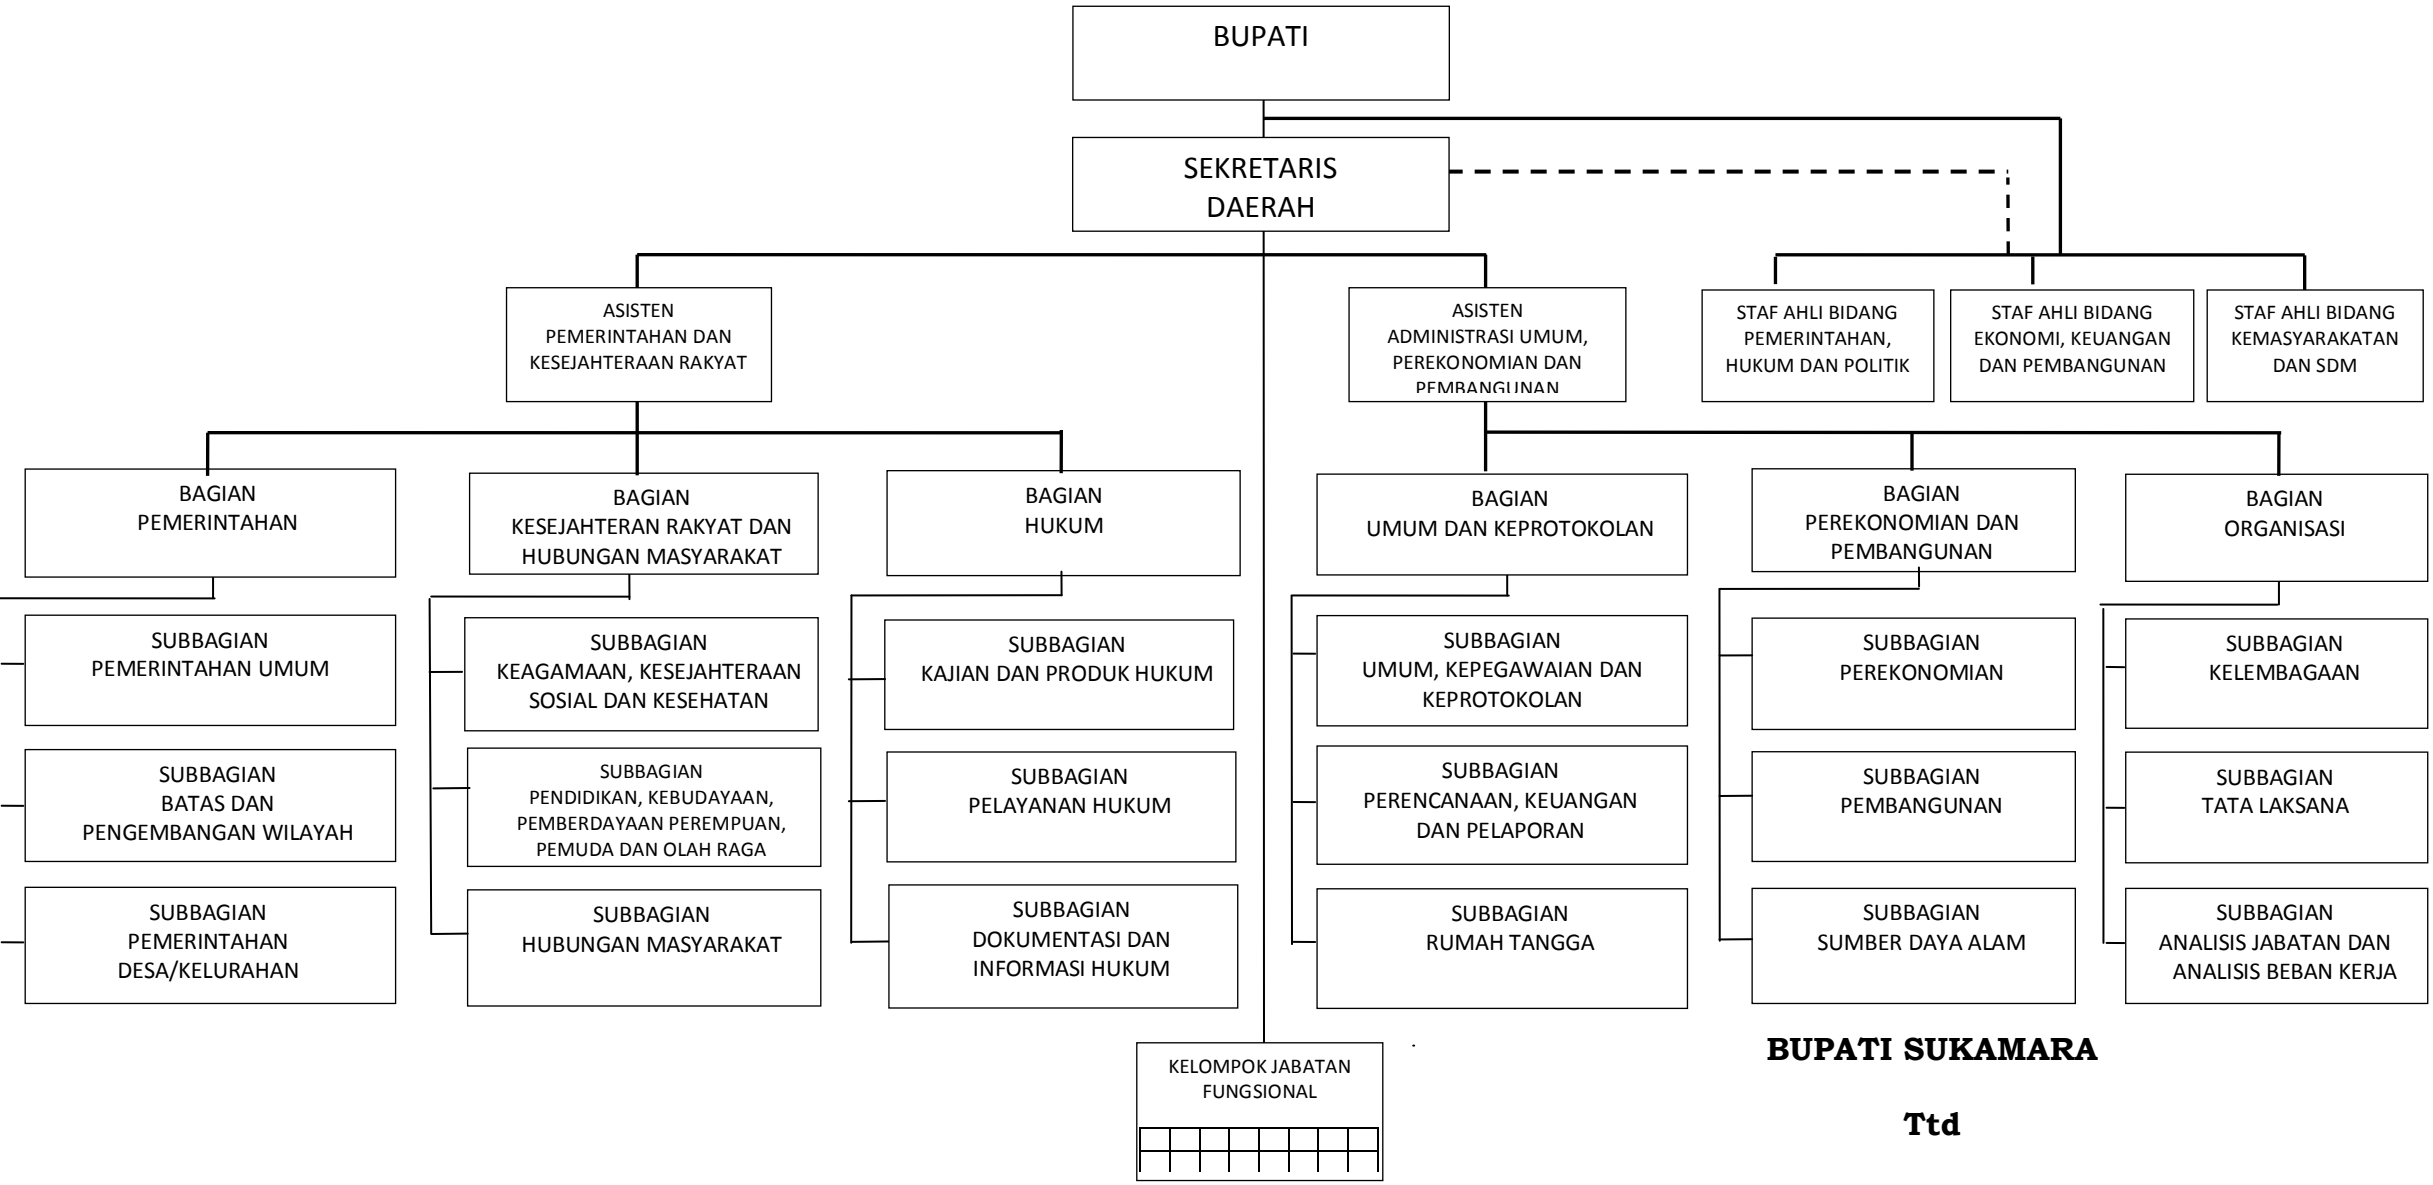 BUPATI
SEKRETARIS
DAERAH
ASISTEN
PEMERINTAHAN DAN
KESEJAHTERAAN RAKYAT
ASISTEN
ADMINISTRASI UMUM,
PEREKONOMIAN DAN
PEMBANGUNAN
STAF AHLI BIDANG
PEMERINTAHAN,
HUKUM DAN POLITIK
STAF AHLI BIDANG
EKONOMI, KEUANGAN
DAN PEMBANGUNAN
STAF AHLI BIDANG
KEMASYARAKATAN
DAN SDM
BAGIAN
PEMERINTAHAN
BAGIAN
KESEJAHTERAN RAKYAT DAN
HUBUNGAN MASYARAKAT
BAGIAN
HUKUM
BAGIAN
UMUM DAN KEPROTOKOLAN
BAGIAN
PEREKONOMIAN DAN
PEMBANGUNAN
BAGIAN
ORGANISASI
SUBBAGIAN
PEMERINTAHAN UMUM
SUBBAGIAN
KEAGAMAAN, KESEJAHTERAAN
SOSIAL DAN KESEHATAN
SUBBAGIAN
KAJIAN DAN PRODUK HUKUM
SUBBAGIAN
UMUM, KEPEGAWAIAN DAN
KEPROTOKOLAN
SUBBAGIAN
PEREKONOMIAN
SUBBAGIAN
KELEMBAGAAN
SUBBAGIAN
BATAS DAN
PENGEMBANGAN WILAYAH
SUBBAGIAN
PENDIDIKAN, KEBUDAYAAN,
PEMBERDAYAAN PEREMPUAN,
PEMUDA DAN OLAH RAGA
SUBBAGIAN
PELAYANAN HUKUM
SUBBAGIAN
PERENCANAAN, KEUANGAN
DAN PELAPORAN
SUBBAGIAN
PEMBANGUNAN
SUBBAGIAN
TATA LAKSANA
SUBBAGIAN
PEMERINTAHAN
DESA/KELURAHAN
SUBBAGIAN
HUBUNGAN MASYARAKAT
SUBBAGIAN
DOKUMENTASI DAN
INFORMASI HUKUM
SUBBAGIAN
RUMAH TANGGA
SUBBAGIAN
SUMBER DAYA ALAM
SUBBAGIAN
ANALISIS JABATAN DAN
ANALISIS BEBAN KERJA
KELOMPOK JABATAN
FUNGSIONAL
BUPATI SUKAMARA
Ttd